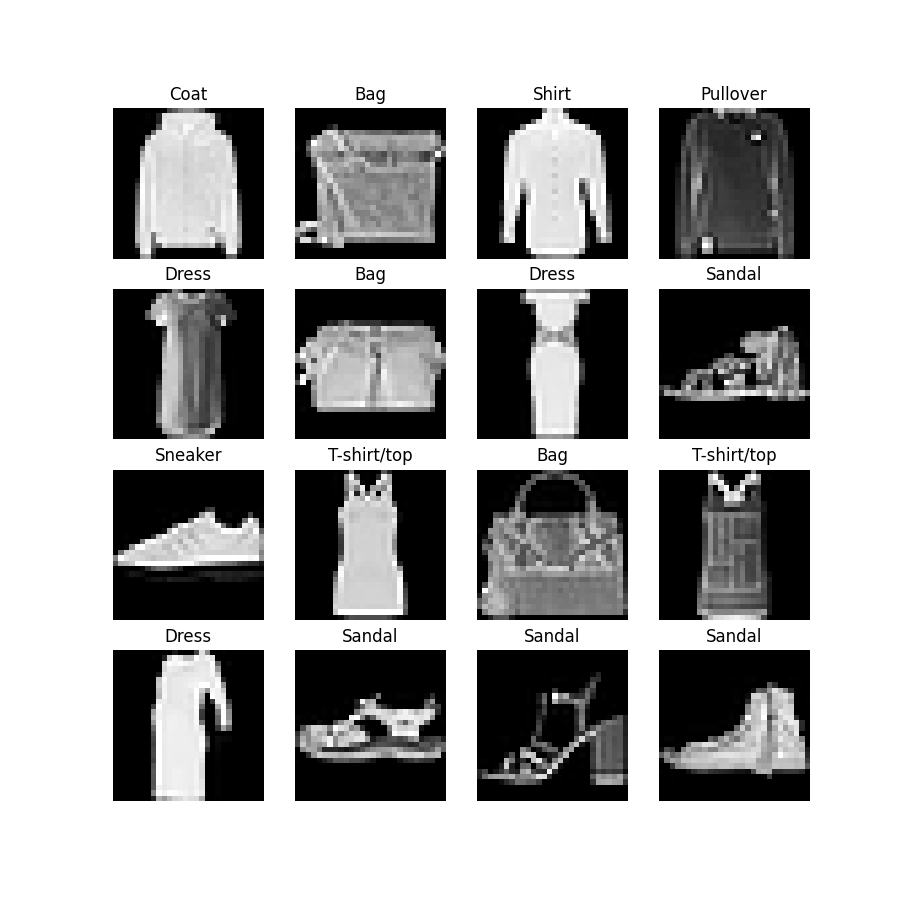 Coat Bag Shirt Pullover
Dress Bag Dress Sandal
Sneaker T-shirt/top Bag T-shirt/top
Dress Sandal Sandal Sandal